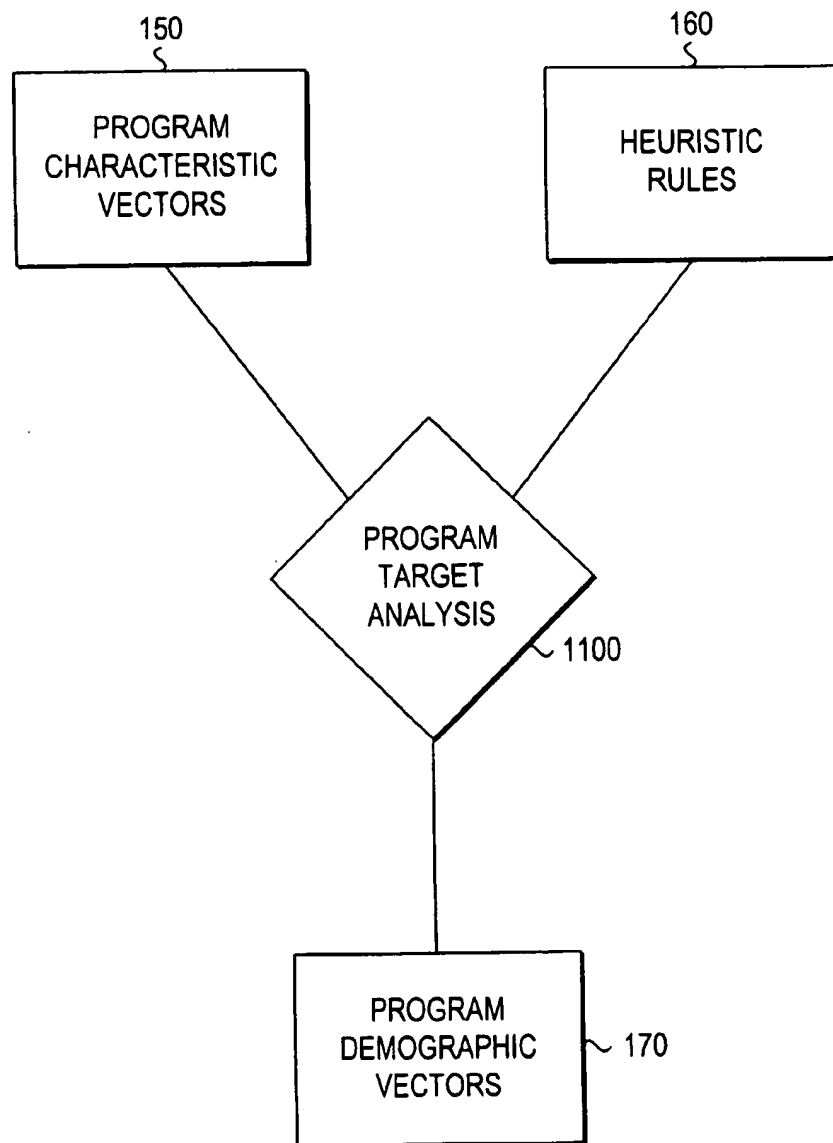 150
160
PROGRAM
CHARACTERISTIC
VECTORS
HEURISTIC
RULES
PROGRAM
TARGET
ANALYSIS
1100
PROGRAM
DEMOGRAPHIC
VECTORS
170